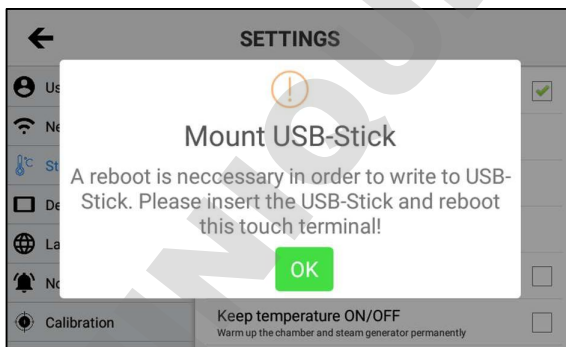 SETTINGS
Us
Ne
St
De
La
No
Calibration
Mount USB-Stick
A reboot is neccessary in order to write to USB-
Stick. Please insert the USB-Stick and reboot
this touch terminal!
OK
Keep temperature ON/OFF
Warm up the chamber and steam generator permanently